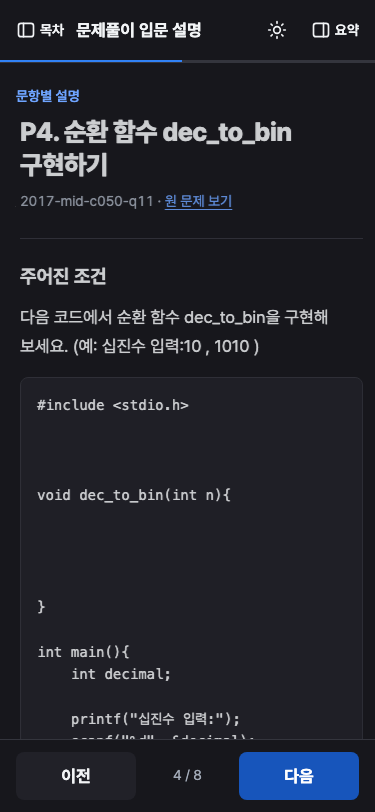 목차 문제풀이 입문 설명 요약
문항별 설명
P4. 순환 함수 dec_to_bin
구현하기
2017-mid-c050-q11 · 원 문제 보기
주어진 조건
다음 코드에서 순환 함수 dec_to_bin을 구현해
보세요. (예: 십진수 입력:10 , 1010 )
#include <stdio.h>
void dec_to_bin(int n){
}
int main(){
int decimal;
printf("십진수 입력:");
scanf("%d", &decimal);
이전 4 / 8 다음